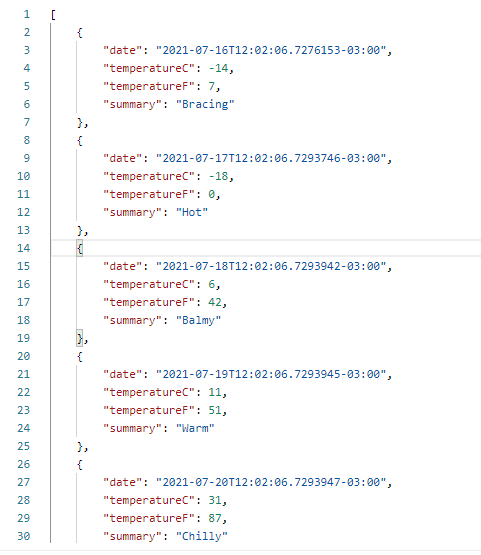 1 [
2     {
3         "date": "2021-07-16T12:02:06.7276153-03:00",
4         "temperatureC": -14,
5         "temperatureF": 7,
6         "summary": "Bracing"
7     },
8     {
9         "date": "2021-07-17T12:02:06.7293746-03:00",
10         "temperatureC": -18,
11         "temperatureF": 0,
12         "summary": "Hot"
13     },
14     {
15         "date": "2021-07-18T12:02:06.7293942-03:00",
16         "temperatureC": 6,
17         "temperatureF": 42,
18         "summary": "Balmy"
19     },
20     {
21         "date": "2021-07-19T12:02:06.7293945-03:00",
22         "temperatureC": 11,
23         "temperatureF": 51,
24         "summary": "Warm"
25     },
26     {
27         "date": "2021-07-20T12:02:06.7293947-03:00",
28         "temperatureC": 31,
29         "temperatureF": 87,
30         "summary": "Chilly"